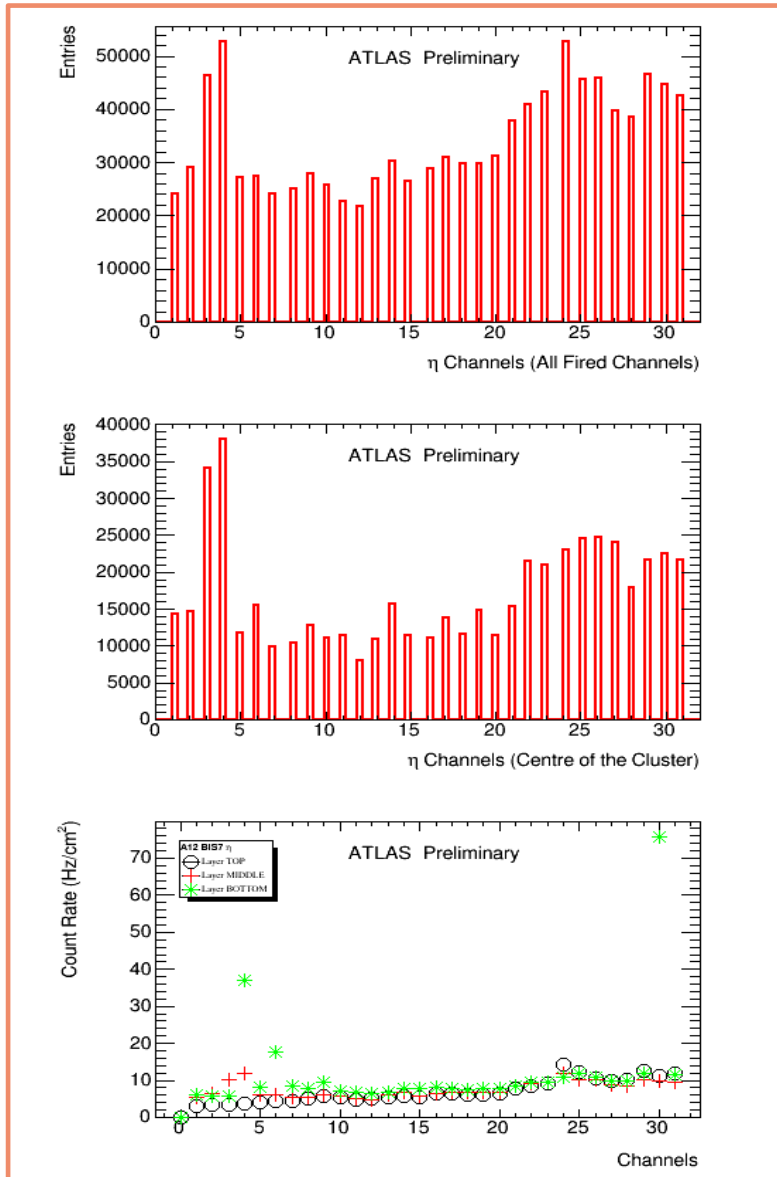 Entries
ATLAS Preliminary
50000
40000
30000
20000
10000
0
0 5 10 15 20 25 30
η Channels (All Fired Channels)
Entries
ATLAS Preliminary
40000
35000
30000
25000
20000
15000
10000
5000
0
0 5 10 15 20 25 30
η Channels (Centre of the Cluster)
Count Rate (Hz/cm²)
ATLAS Preliminary
A12 BIS7 η
Layer TOP
Layer MIDDLE
Layer BOTTOM
70
60
50
40
30
20
10
0
0 5 10 15 20 25 30
Channels